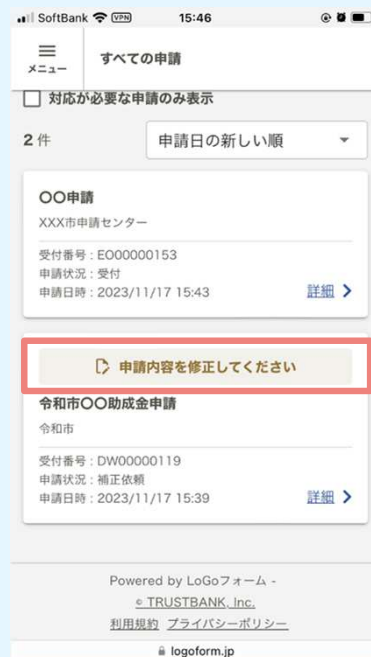 SoftBank VPN 15:46
メニュー
すべての申請
対応が必要な申請のみ表示
2 件
申請日の新しい順
〇〇申請
XXX市申請センター
受付番号 : EO00000153
申請状況 : 受付
申請日時 : 2023/11/17 15:43
詳細
申請内容を修正してください
令和市〇〇助成金申請
令和市
受付番号 : DW00000119
申請状況 : 補正依頼
申請日時 : 2023/11/17 15:39
詳細
Powered by LoGoフォーム -
© TRUSTBANK, Inc.
利用規約 プライバシーポリシー
logoform.jp